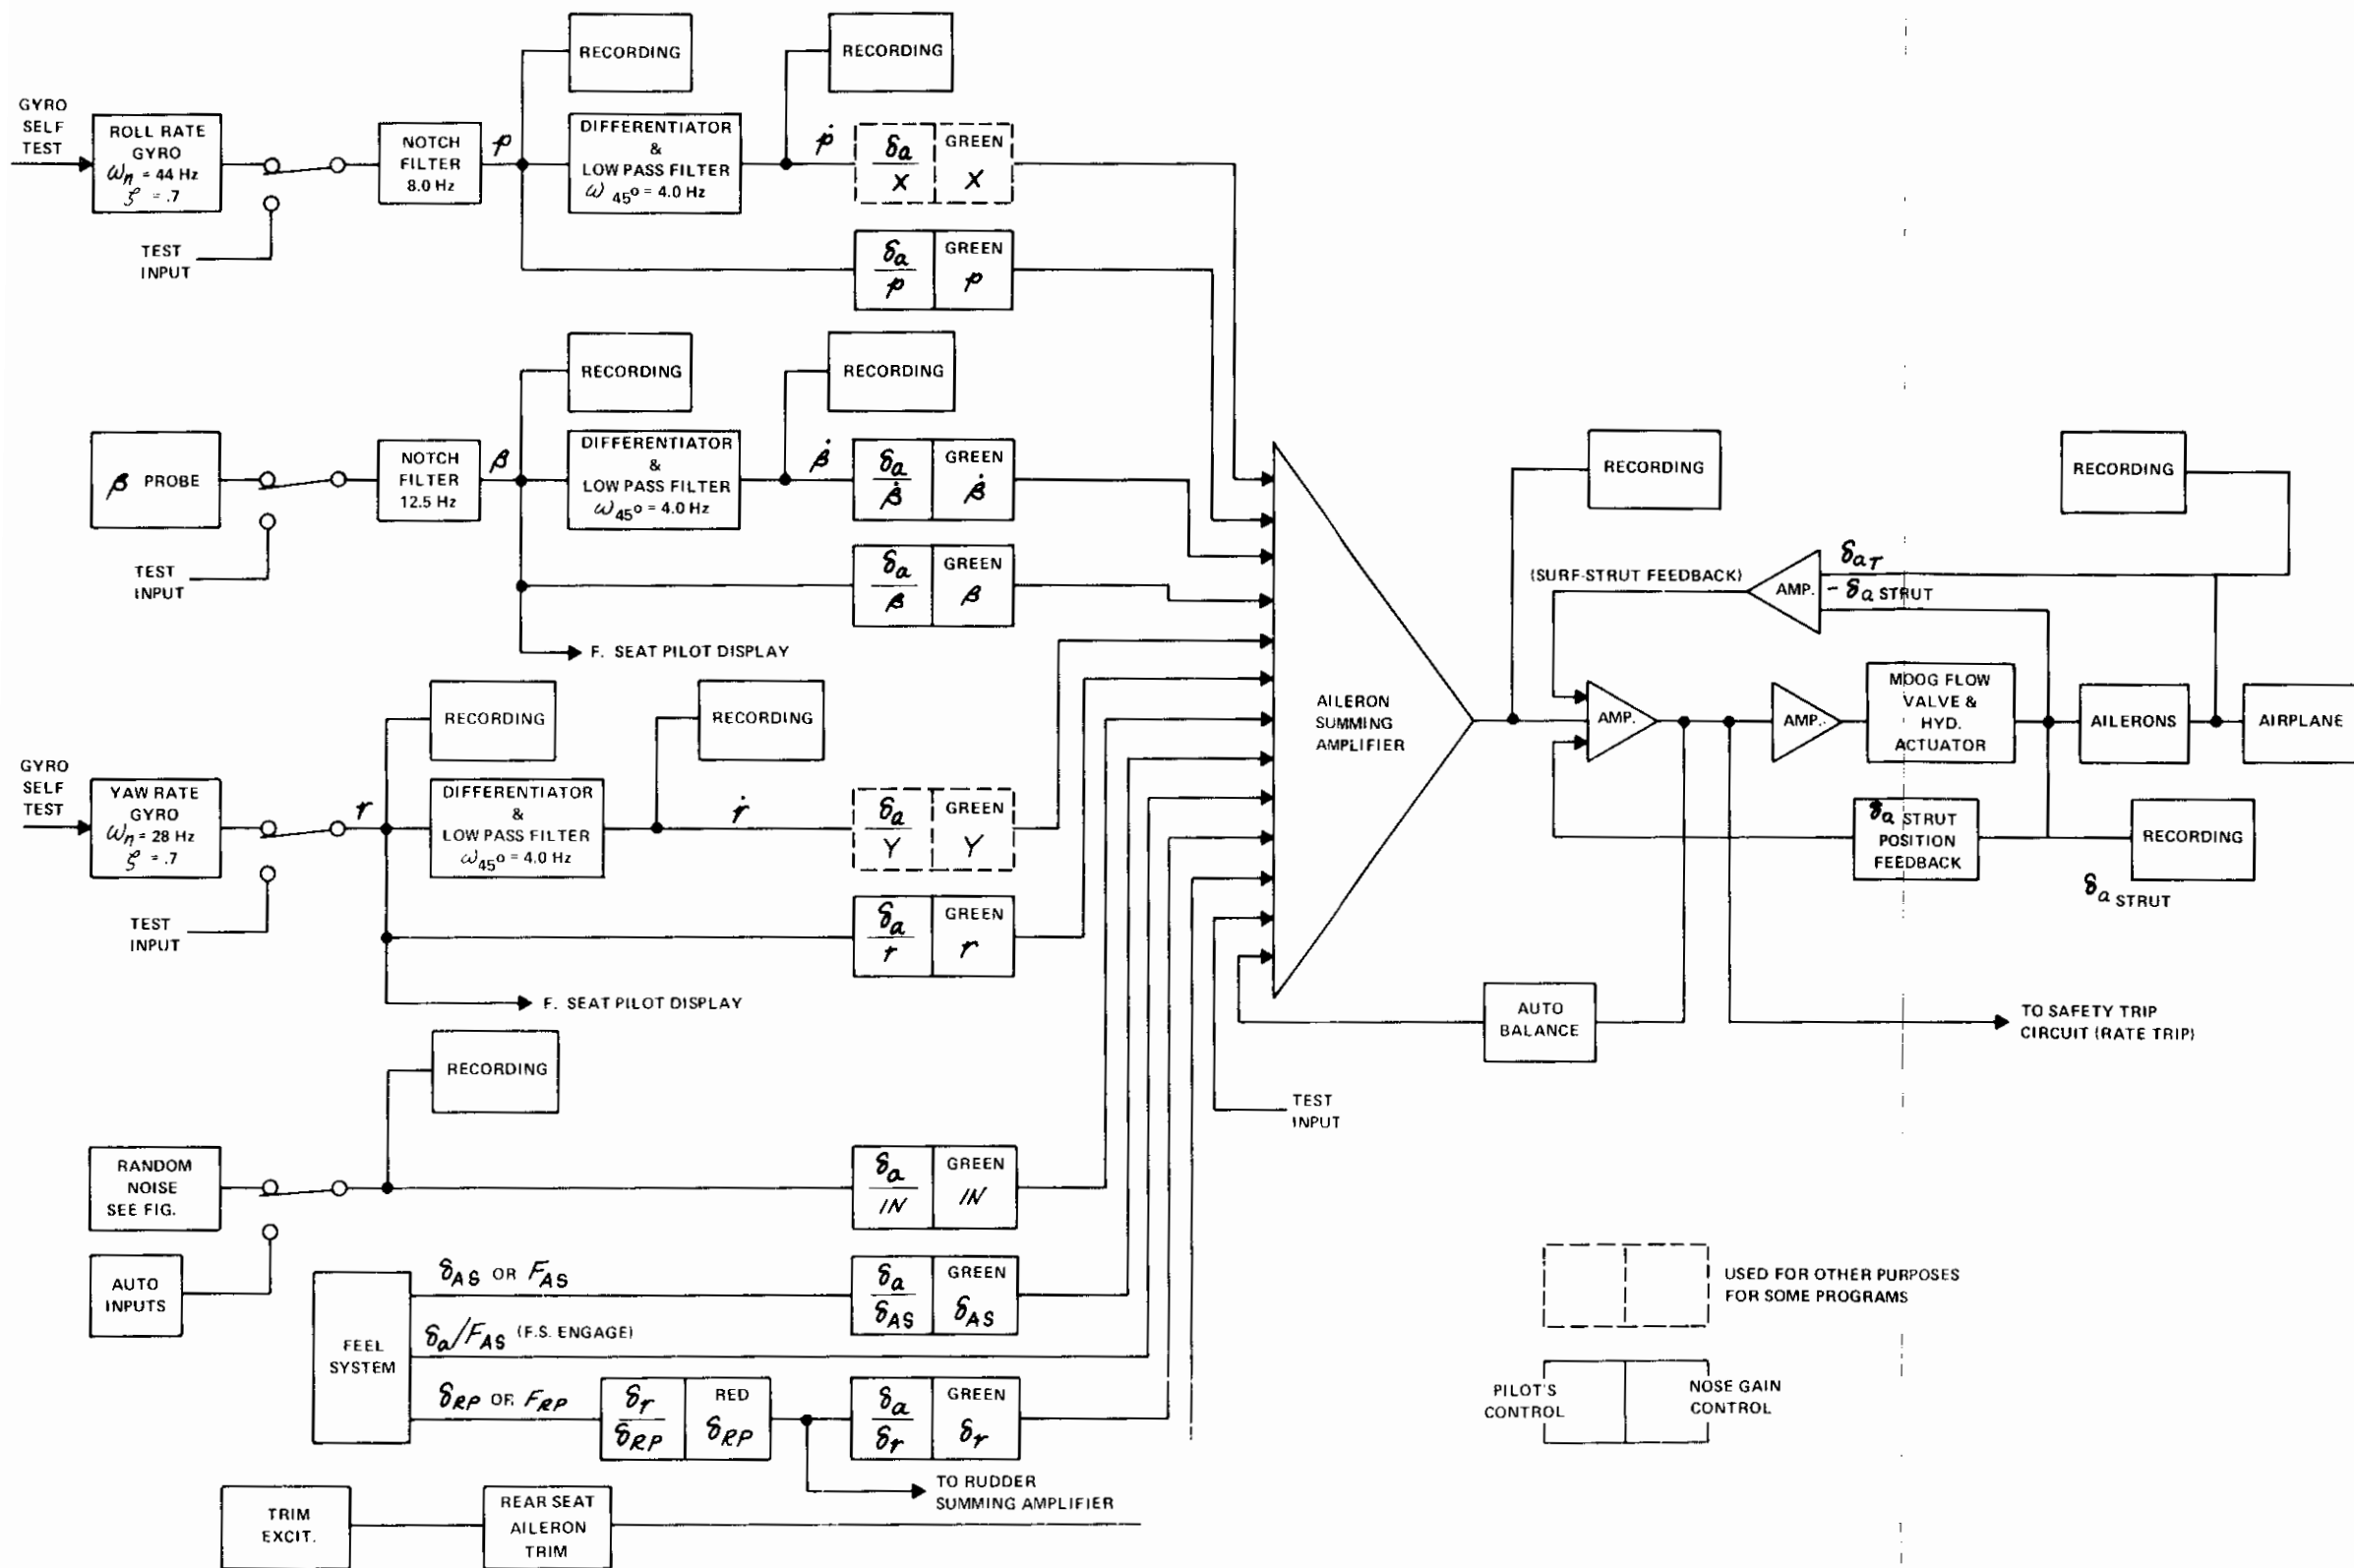 RECORDING
RECORDING
GYRO
SELF
TEST
ROLL RATE
GYRO
ωn = 44 Hz
ζ = .7
NOTCH
FILTER
8.0 Hz
p
DIFFERENTIATOR
&
LOW PASS FILTER
ω 45° = 4.0 Hz
ṗ
δa
X
GREEN
X
TEST
INPUT
δa
p
GREEN
p
RECORDING
RECORDING
β PROBE
NOTCH
FILTER
12.5 Hz
β
DIFFERENTIATOR
&
LOW PASS FILTER
ω45° = 4.0 Hz
β̇
δa
β̇
GREEN
β̇
TEST
INPUT
δa
β
GREEN
β
F. SEAT PILOT DISPLAY
RECORDING
RECORDING
GYRO
SELF
TEST
YAW RATE
GYRO
ωn = 28 Hz
ζ = .7
r
DIFFERENTIATOR
&
LOW PASS FILTER
ω45° = 4.0 Hz
ṙ
δa
Y
GREEN
Y
TEST
INPUT
δa
r
GREEN
r
F. SEAT PILOT DISPLAY
RECORDING
RANDOM
NOISE
SEE FIG.
δa
IN
GREEN
IN
AUTO
INPUTS
FEEL
SYSTEM
δAS OR FAS
δa
δAS
GREEN
δAS
δa/FAS (F.S. ENGAGE)
δRP OR FRP
δr
δRP
RED
δRP
δa
δr
GREEN
δr
TO RUDDER
SUMMING AMPLIFIER
TRIM
EXCIT.
REAR SEAT
AILERON
TRIM
AILERON
SUMMING
AMPLIFIER
TEST
INPUT
RECORDING
RECORDING
(SURF-STRUT FEEDBACK)
AMP.
δaT
- δa STRUT
AMP.
AMP.
MOOG FLOW
VALVE &
HYD.
ACTUATOR
AILERONS
AIRPLANE
δa STRUT
POSITION
FEEDBACK
RECORDING
δa STRUT
AUTO
BALANCE
TO SAFETY TRIP
CIRCUIT (RATE TRIP)
USED FOR OTHER PURPOSES
FOR SOME PROGRAMS
PILOT'S
CONTROL
NOSE GAIN
CONTROL